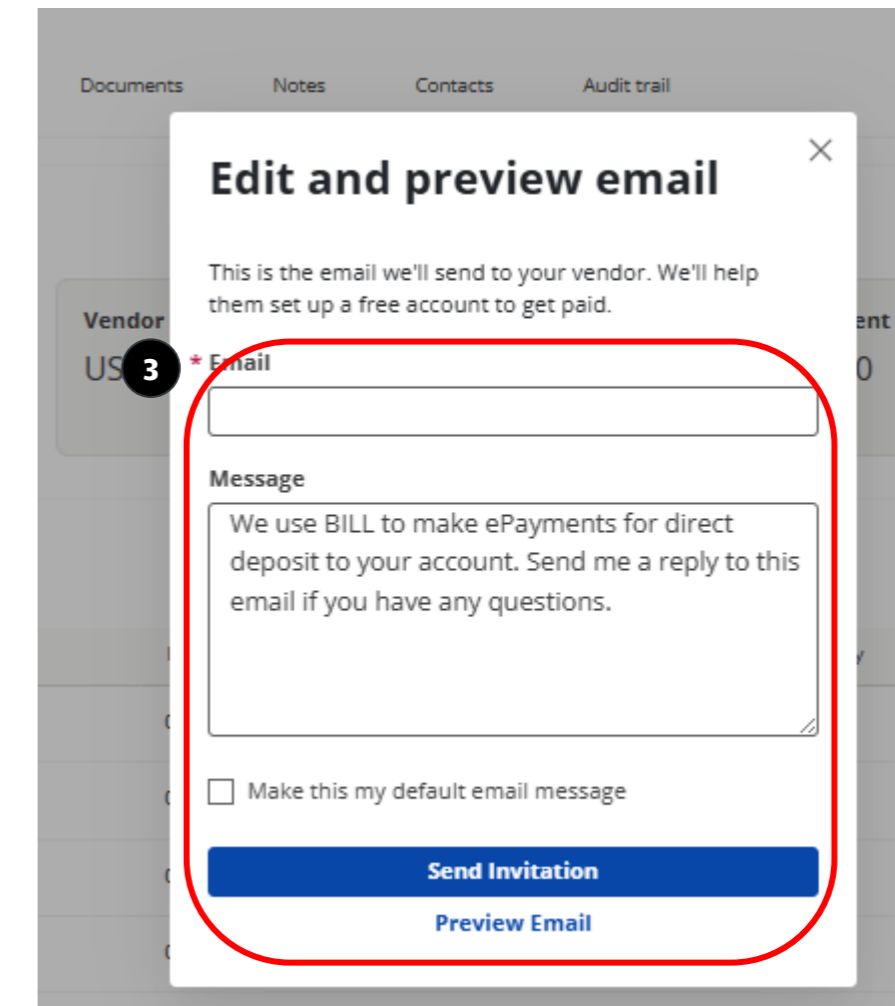 Documents Notes Contacts Audit trail
Edit and preview email
This is the email we'll send to your vendor. We'll help
them set up a free account to get paid.
Vendor
US
3
* Email
Message
We use BILL to make ePayments for direct
deposit to your account. Send me a reply to this
email if you have any questions.
Make this my default email message
Send Invitation
Preview Email